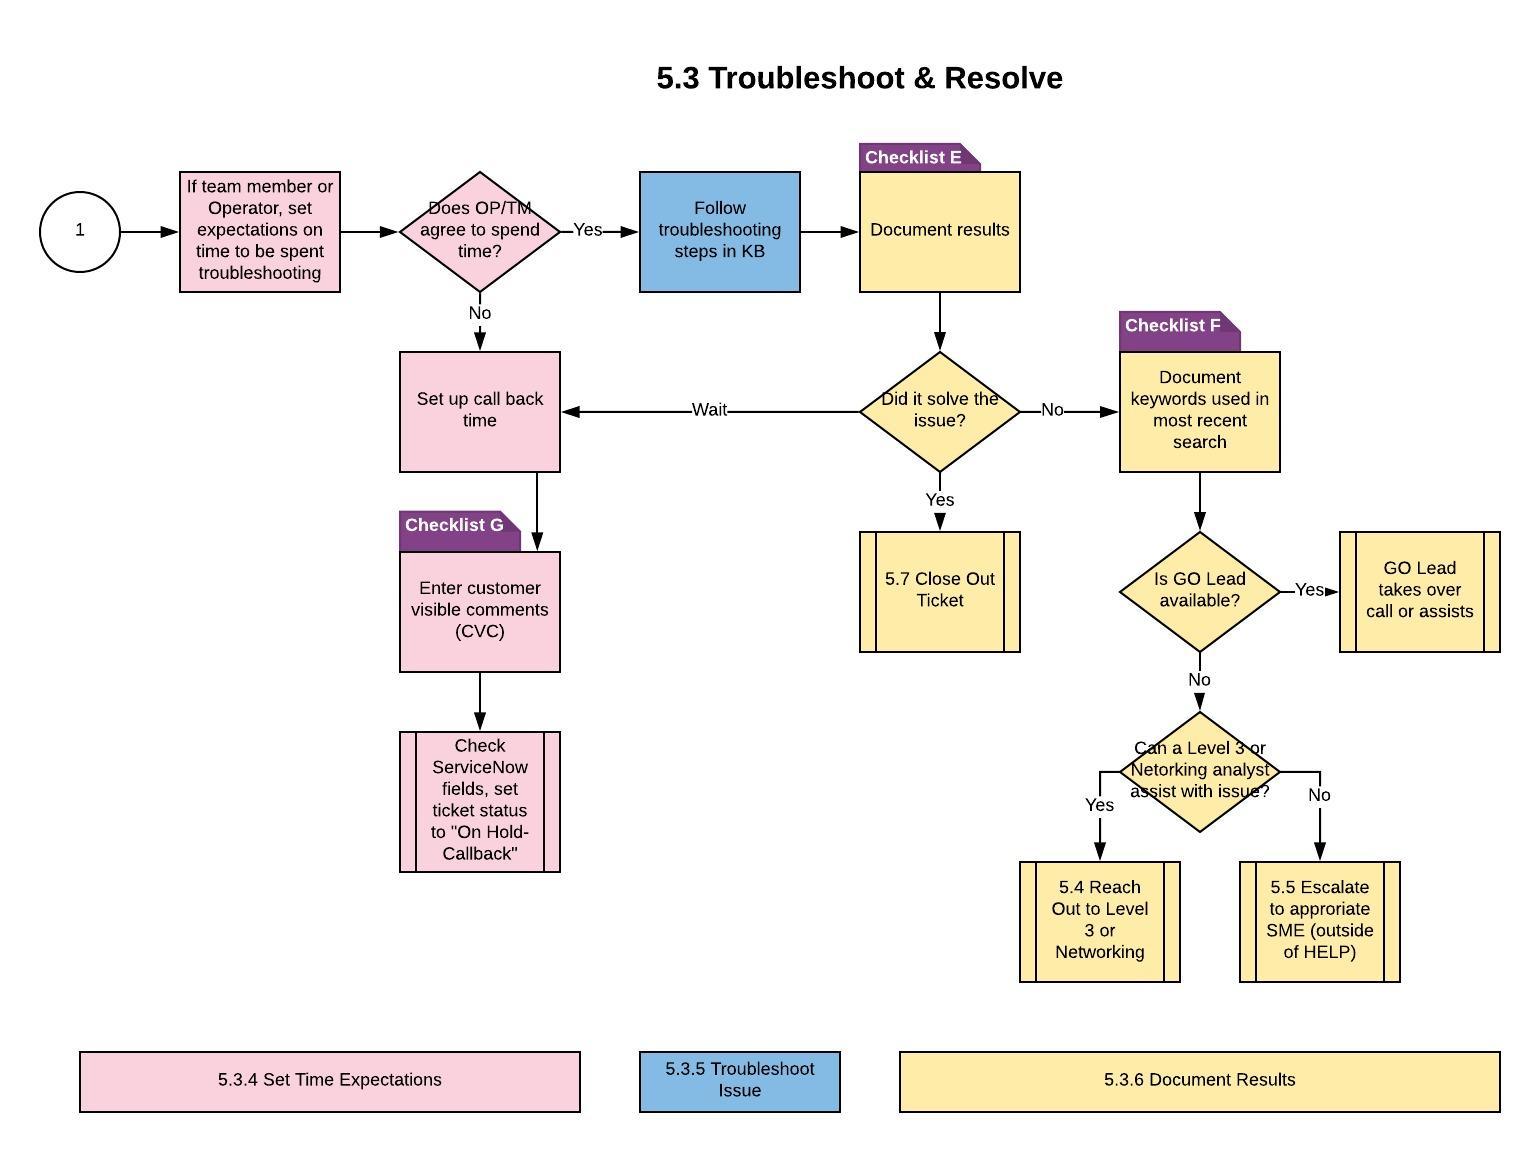 5.3 Troubleshoot & Resolve
1
If team member or
Operator, set
expectations on
time to be spent
troubleshooting
Does OP/TM
agree to spend
time?
Yes
Follow
troubleshooting
steps in KB
Checklist E
Document results
No
Set up call back
time
Wait
Did it solve the
issue?
No
Checklist F
Document
keywords used in
most recent
search
Yes
Checklist G
Enter customer
visible comments
(CVC)
5.7 Close Out
Ticket
Is GO Lead
available?
Yes
GO Lead
takes over
call or assists
No
Check
ServiceNow
fields, set
ticket status
to "On Hold-
Callback"
Can a Level 3 or
Netorking analyst
assist with issue?
Yes
No
5.4 Reach
Out to Level
3 or
Networking
5.5 Escalate
to approriate
SME (outside
of HELP)
5.3.4 Set Time Expectations
5.3.5 Troubleshoot
Issue
5.3.6 Document Results